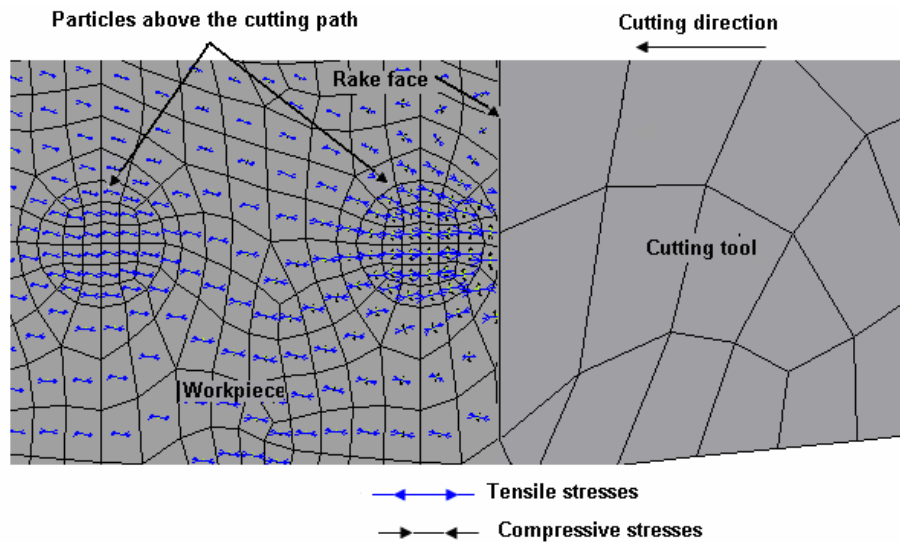 Particles above the cutting path
Cutting direction
Rake face
Cutting tool
Workpiece
Tensile stresses
Compressive stresses